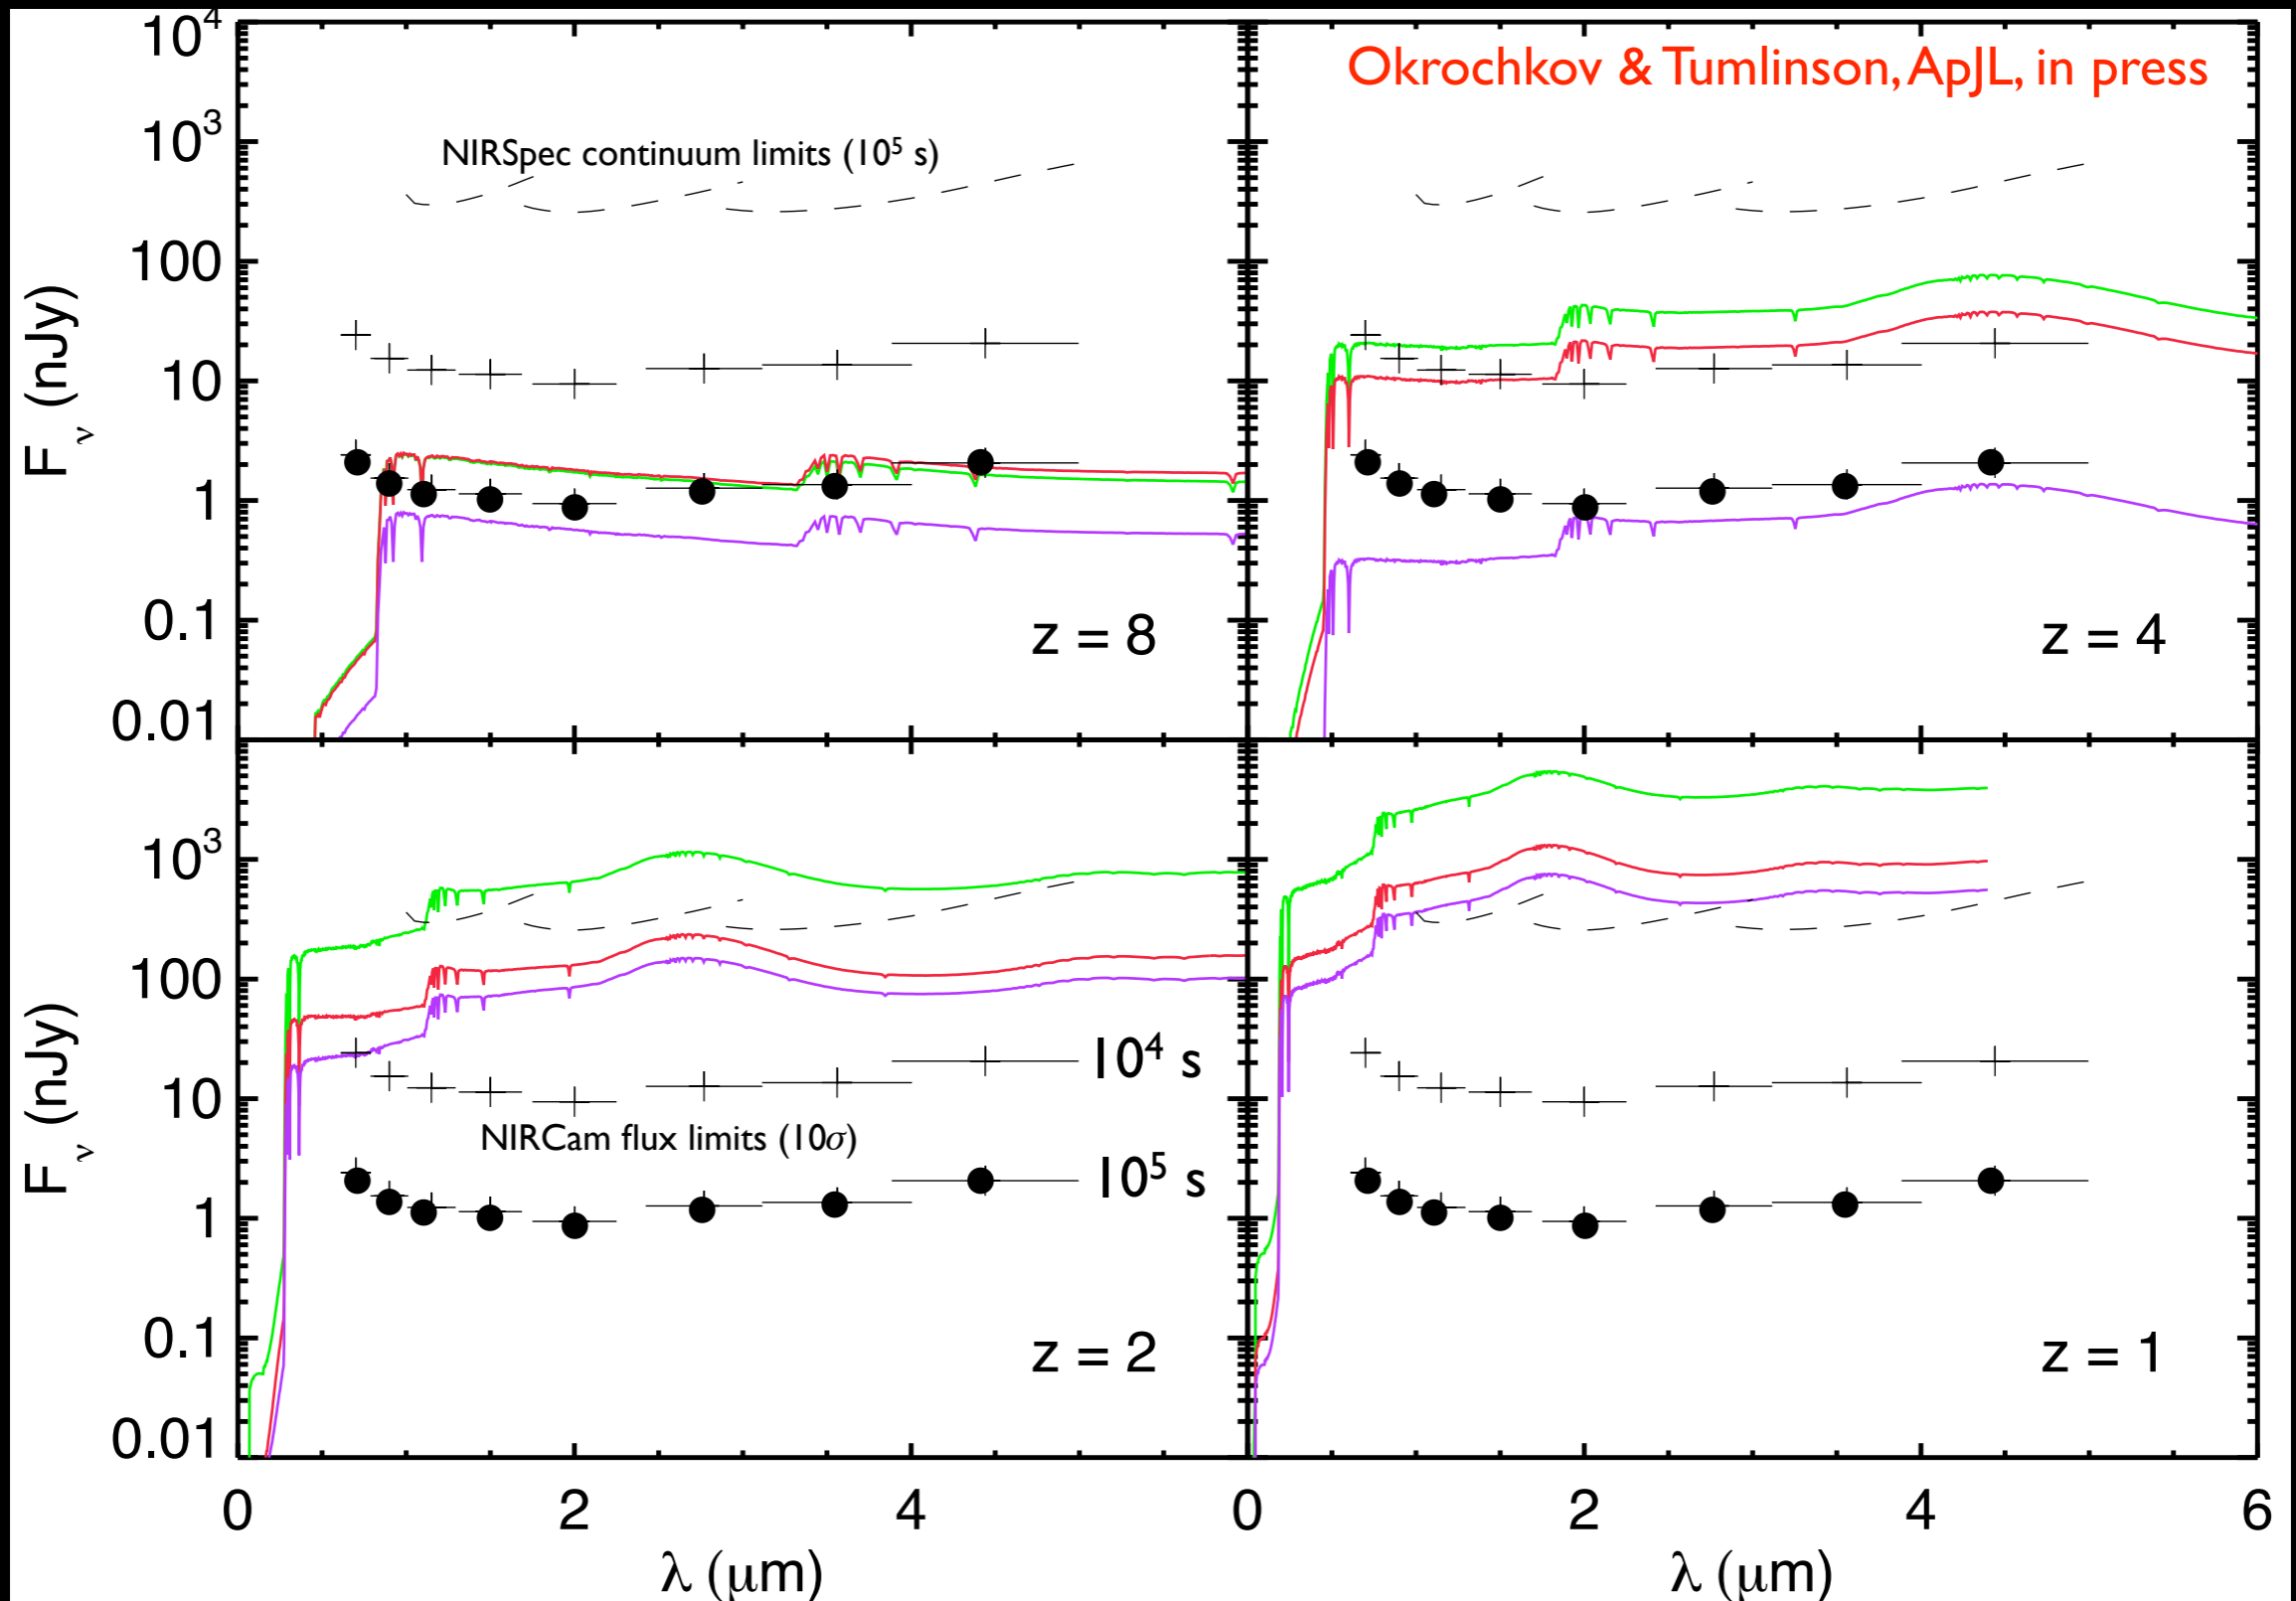 Okrochkov & Tumlinson, ApJL, in press
10⁴
10³
100
10
1
0.1
0.01
F_ν (nJy)
NIRSpec continuum limits (10⁵ s)
z = 8
z = 4
10³
100
10
1
0.1
0.01
F_ν (nJy)
10⁴ s
NIRCam flux limits (10σ)
10⁵ s
z = 2
z = 1
0 2 4 0 2 4 6
λ (μm)
λ (μm)